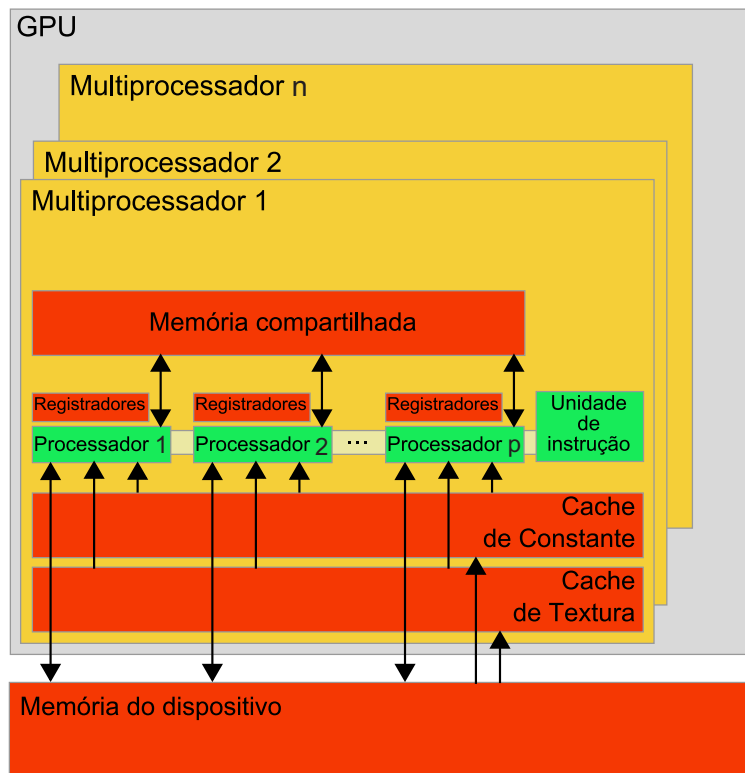 GPU
Multiprocessador n
Multiprocessador 2
Multiprocessador 1
Memória compartilhada
Registradores
Registradores
Registradores
Processador 1
Processador 2
...
Processador p
Unidade
de
instrução
Cache
de Constante
Cache
de Textura
Memória do dispositivo